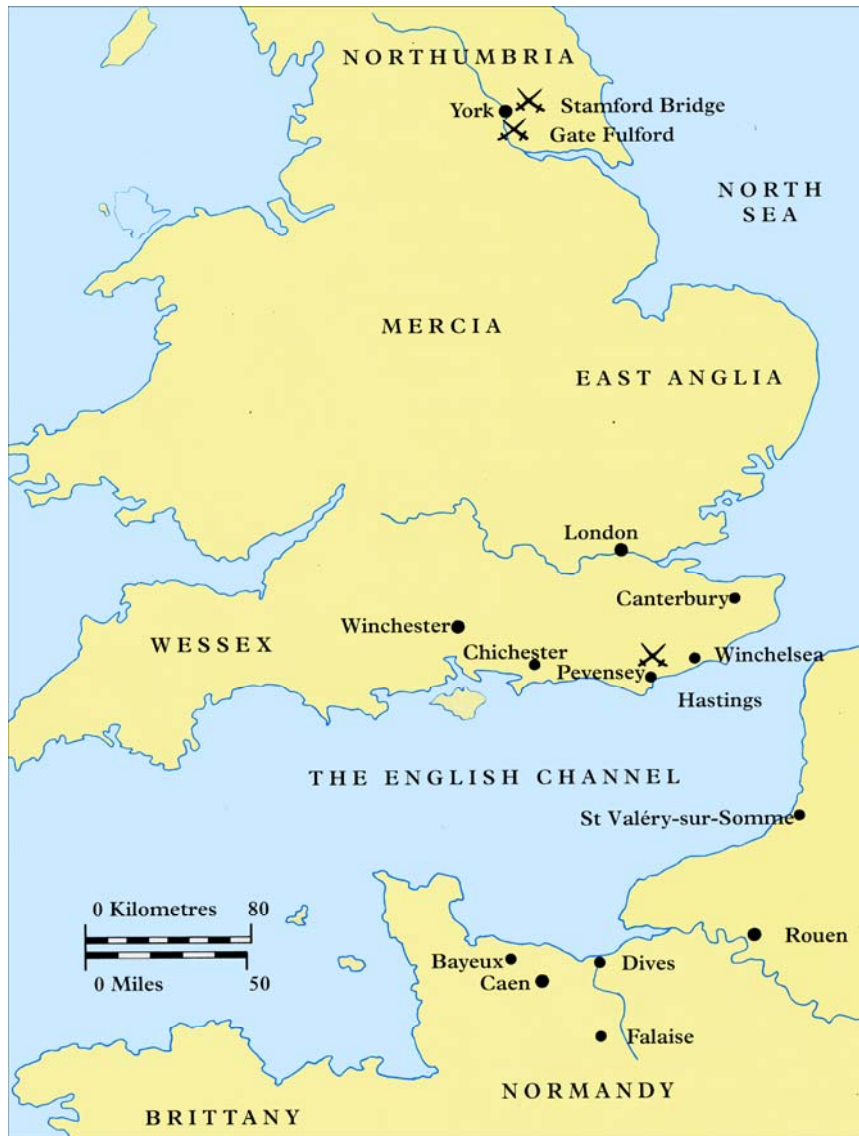 NORTHUMBRIA
York
Stamford Bridge
Gate Fulford
NORTH
SEA
MERCIA
EAST ANGLIA
London
Canterbury
Winchester
WESSEX
Chichester
Winchelsea
Pevensey
Hastings
THE ENGLISH CHANNEL
St Valéry-sur-Somme
0 Kilometres 80
0 Miles 50
Rouen
Bayeux
Dives
Caen
Falaise
NORMANDY
BRITTANY